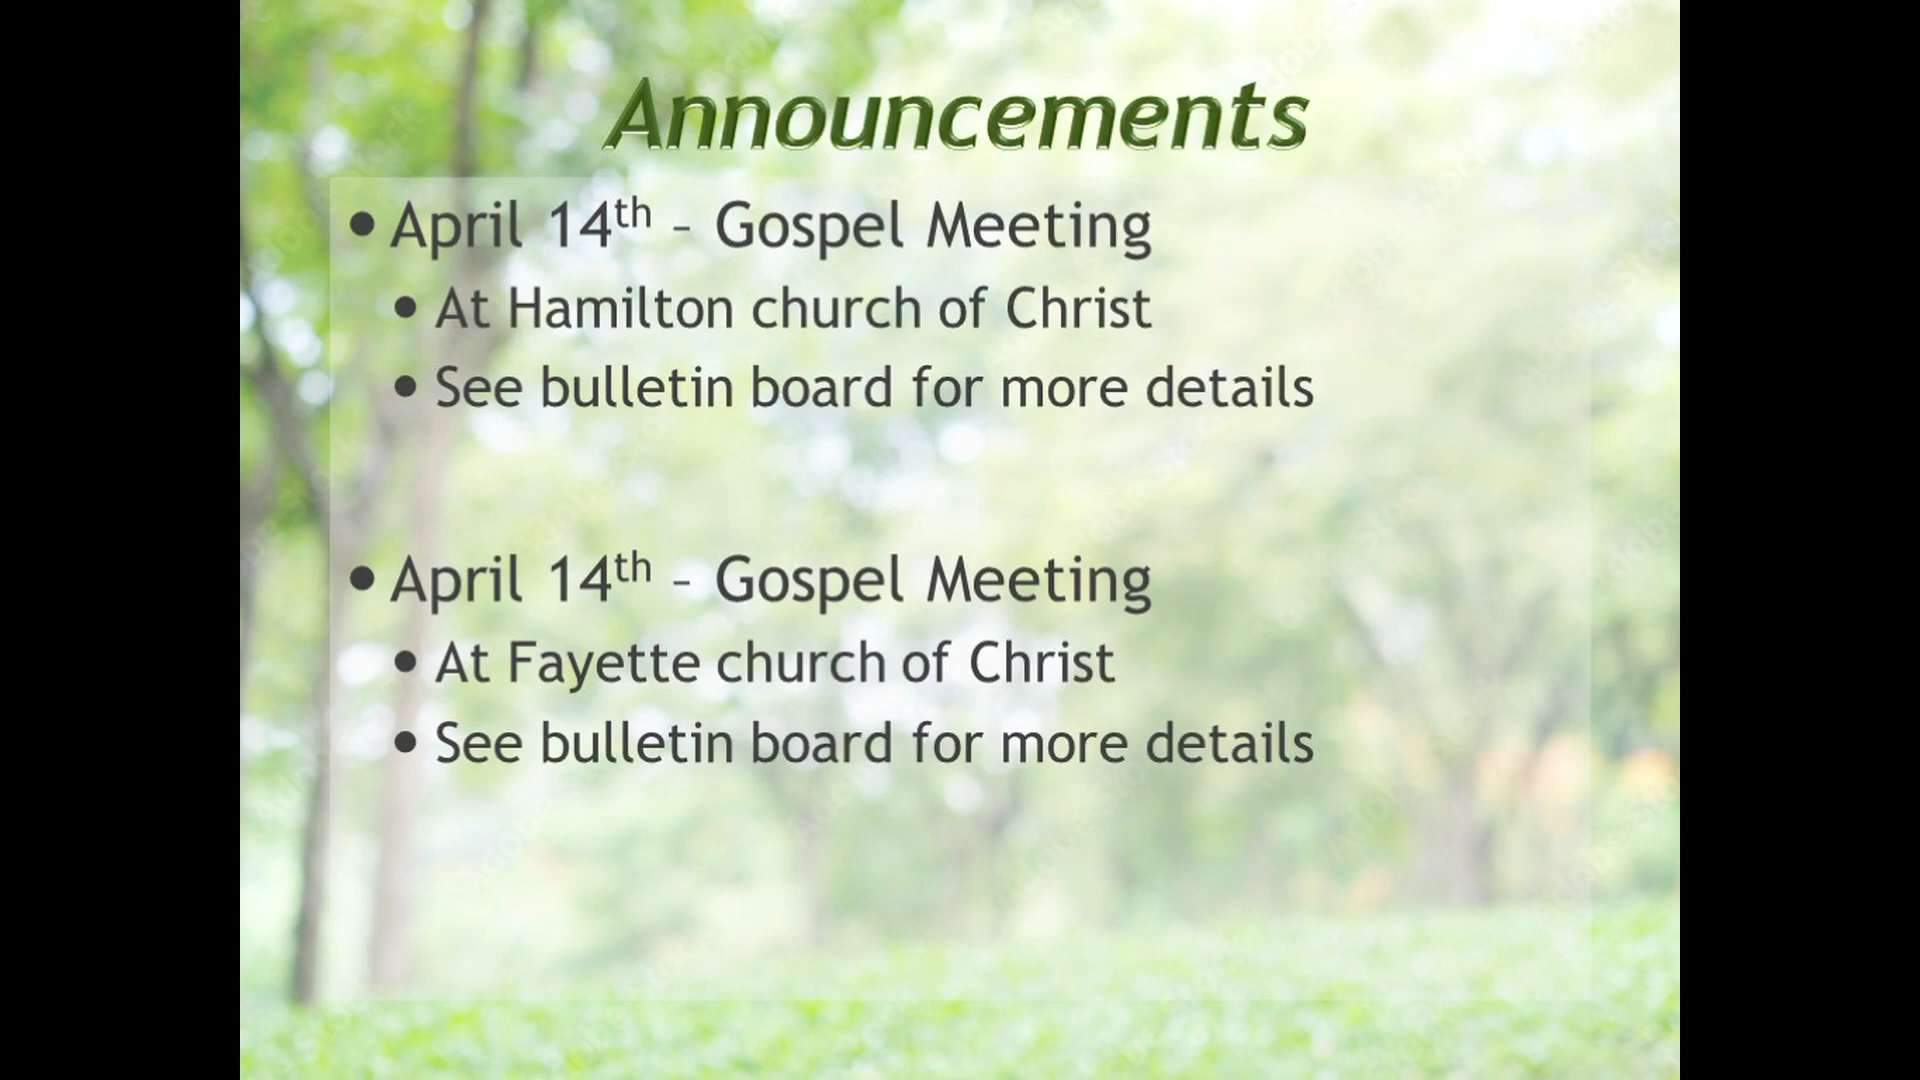 Announcements
• April 14th – Gospel Meeting
• At Hamilton church of Christ
• See bulletin board for more details
• April 14th – Gospel Meeting
• At Fayette church of Christ
• See bulletin board for more details